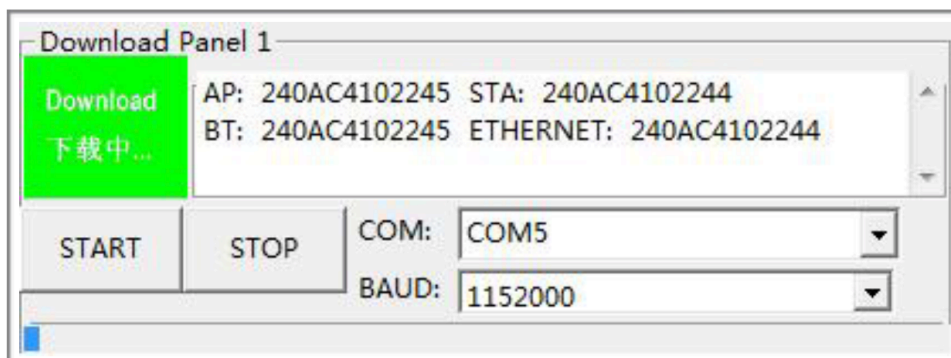 Download Panel 1
Download
下载中...
AP: 240AC4102245 STA: 240AC4102244
BT: 240AC4102245 ETHERNET: 240AC4102244
START
STOP
COM:
COM5
BAUD:
1152000